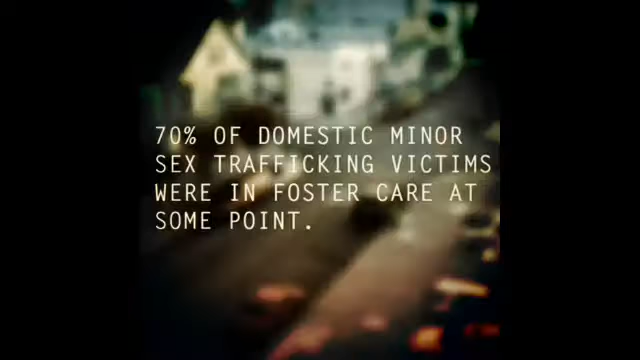 70% OF DOMESTIC MINOR
SEX TRAFFICKING VICTIMS
WERE IN FOSTER CARE AT
SOME POINT.